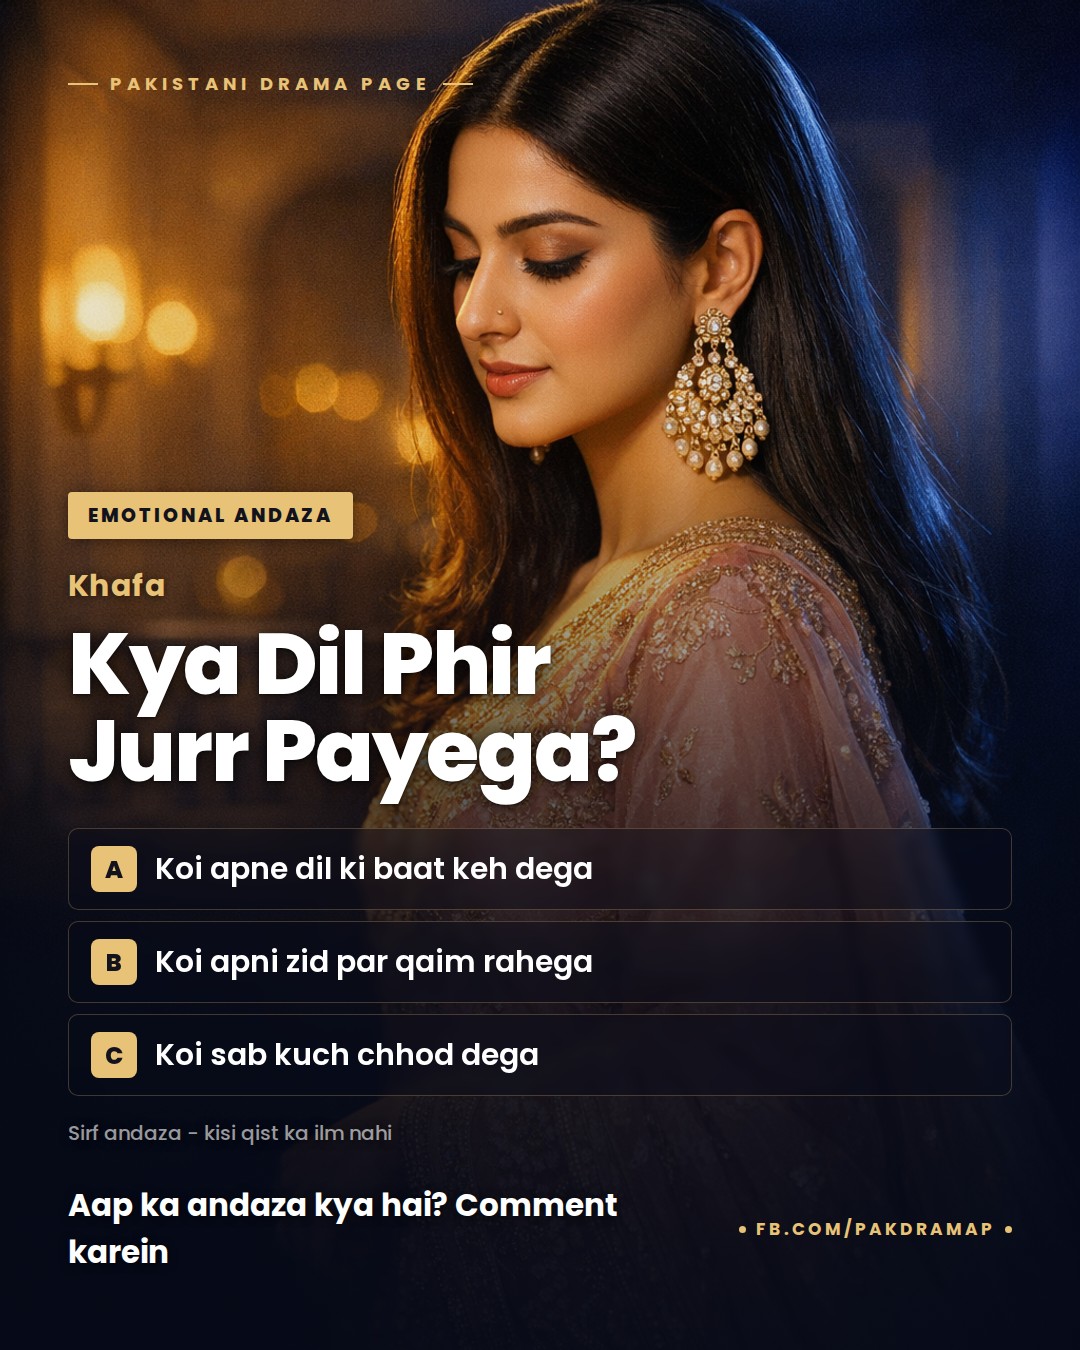 PAKISTANI DRAMA PAGE
EMOTIONAL ANDAZA
Khafa
Kya Dil Phir
Jurr Payega?
A Koi apne dil ki baat keh dega
B Koi apni zid par qaim rahega
C Koi sab kuch chhod dega
Sirf andaza - kisi qist ka ilm nahi
Aap ka andaza kya hai? Comment
karein
FB.COM/PAKDRAMAP